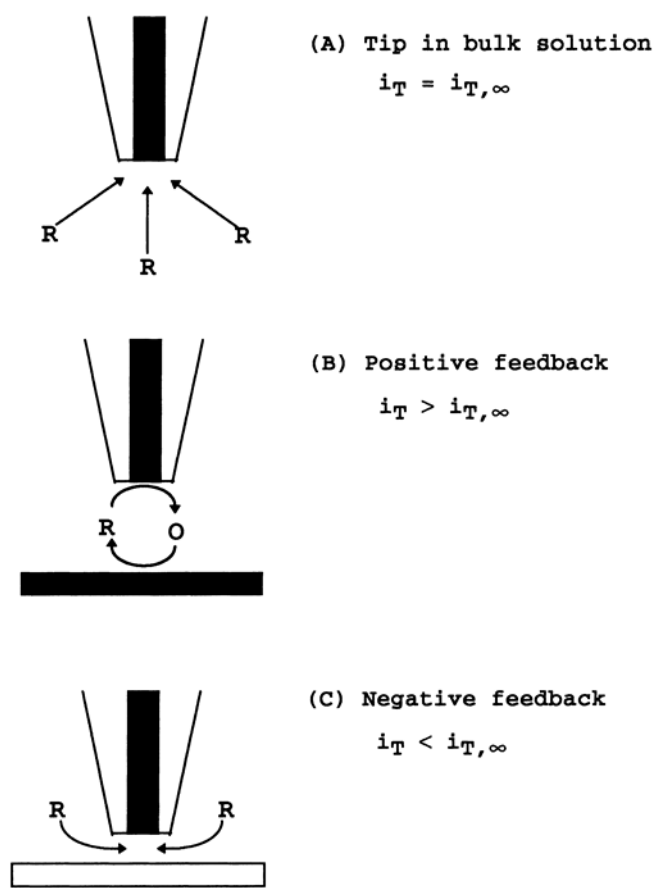 (A) Tip in bulk solution
iT = iT,∞
R
R
R
(B) Positive feedback
iT > iT,∞
R O
(C) Negative feedback
iT < iT,∞
R R